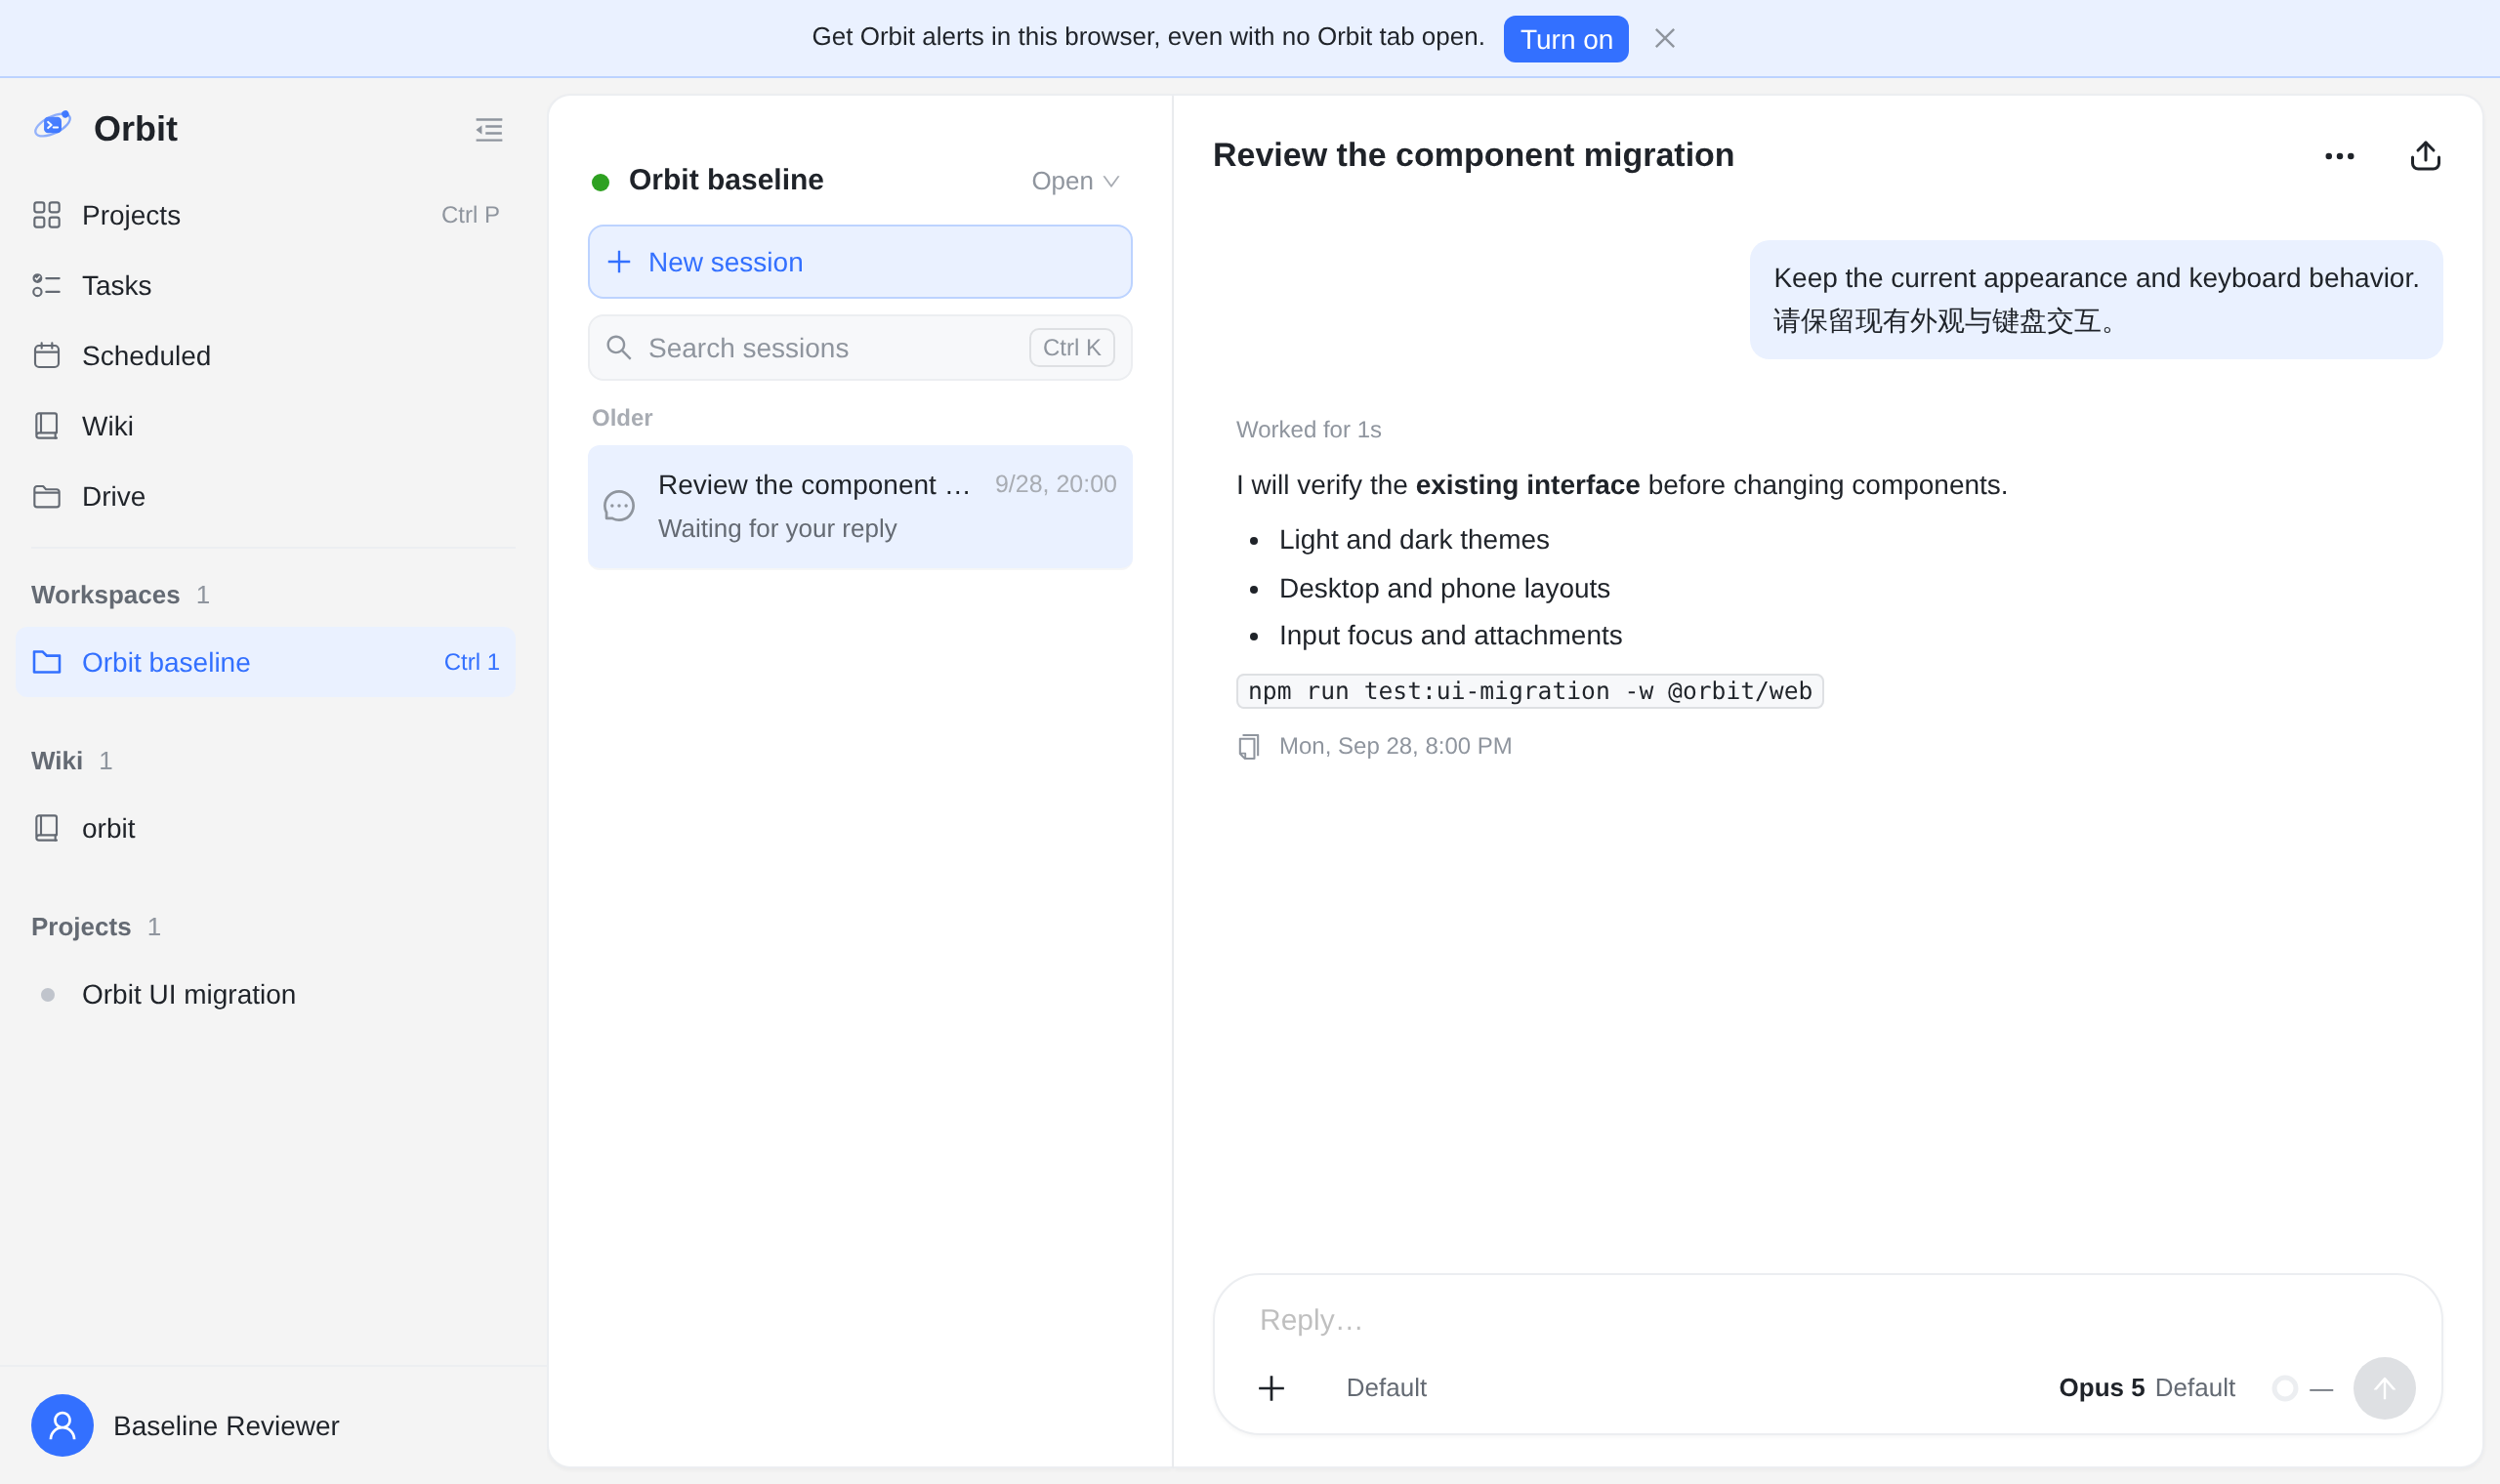 Get Orbit alerts in this browser, even with no Orbit tab open. Turn on
Orbit
Projects Ctrl P
Tasks
Scheduled
Wiki
Drive
Workspaces 1
Orbit baseline Ctrl 1
Wiki 1
orbit
Projects 1
Orbit UI migration
Baseline Reviewer
Orbit baseline Open
New session
Search sessions Ctrl K
Older
Review the component … 9/28, 20:00
Waiting for your reply
Review the component migration
Keep the current appearance and keyboard behavior.
请保留现有外观与键盘交互。
Worked for 1s
I will verify the existing interface before changing components.
• Light and dark themes
• Desktop and phone layouts
• Input focus and attachments
npm run test:ui-migration -w @orbit/web
Mon, Sep 28, 8:00 PM
Reply…
Default Opus 5 Default —